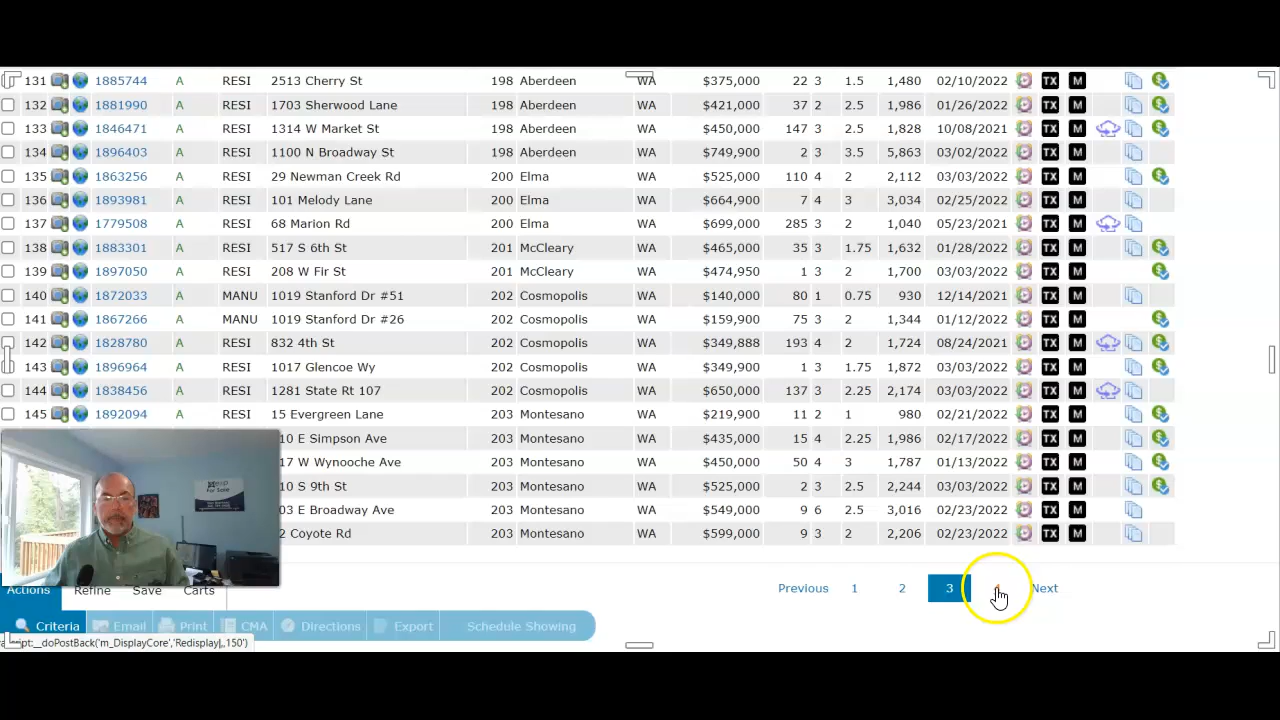 131 1885744 A RESI 2513 Cherry St 198 Aberdeen WA $375,000 22 3 1.5 1,480 02/10/2022 TX M
132 1881990 A RESI 1703 Sherwood Lane 198 Aberdeen WA $421,000 37 2 2.5 1,986 01/26/2022 TX M
133 1846471 A RESI 1314 W Market St 198 Aberdeen WA $450,000 147 3 2.5 1,828 10/08/2021 TX M
134 1896403 A RESI 1100 N Broadway St 198 Aberdeen WA $749,900 2 3 3.5 5,863 03/02/2022 TX M
135 1863256 A RESI 29 Newman Creek Rd 200 Elma WA $525,000 110 4 2 2,112 03/03/2022 TX M
136 1893981 A RESI 101 Melody Lane 200 Elma WA $664,900 7 4 3 3,034 02/25/2022 TX M
137 1779508 A RESI 68 Marion Rd 200 Elma WA $699,000 285 3 2 1,040 05/23/2021 TX M
138 1883301 A RESI 517 S 6th St 201 McCleary WA $465,000 35 3 1.75 1,632 01/28/2022 TX M
139 1897050 A RESI 208 W Fir St 201 McCleary WA $474,950 1 3 2 1,700 03/03/2022 TX M
140 1872033 A MANU 1019 Stanford Dr #51 202 Cosmopolis WA $140,000 80 1 0.75 930 12/14/2021 TX M
141 1867266 A MANU 1019 Stanford Dr #26 202 Cosmopolis WA $159,900 75 3 2 1,344 01/12/2022 TX M
142 1828780 A RESI 832 4th St 202 Cosmopolis WA $349,888 193 4 2 1,724 08/24/2021 TX M
143 1896964 A RESI 1017 Glencoe Wy 202 Cosmopolis WA $349,900 1 3 1.75 1,872 03/03/2022 TX M
144 1838456 A RESI 1281 State Rt 107 202 Cosmopolis WA $650,000 137 3 2.25 2,174 03/03/2022 TX M
145 1892094 A RESI 15 Evergreen Lane 203 Montesano WA $219,900 11 2 1 980 02/21/2022 TX M
10 E Simpson Ave 203 Montesano WA $435,000 15 4 2.25 1,986 02/17/2022 TX M
17 W Wynooche Ave 203 Montesano WA $450,000 50 4 3 1,787 01/13/2022 TX M
10 S 9th St 203 Montesano WA $525,000 2 3 2.5 2,244 03/03/2022 TX M
03 E Broadway Ave 203 Montesano WA $549,000 9 6 2.5 3,016 02/23/2022 TX M
2 Coyote Rd 203 Montesano WA $599,000 9 3 2 2,206 02/23/2022 TX M
For Sale
Actions Refine Save Carts Previous 1 2 3 4 Next
Criteria Email Print CMA Directions Export Schedule Showing
ascript:__doPostBack('m_DisplayCore','Redisplay|,,150')